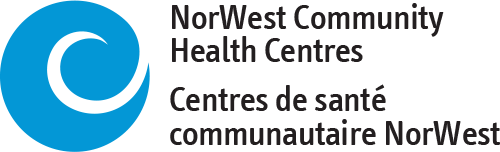 NorWest Community
Health Centres
Centres de santé
communautaire NorWest